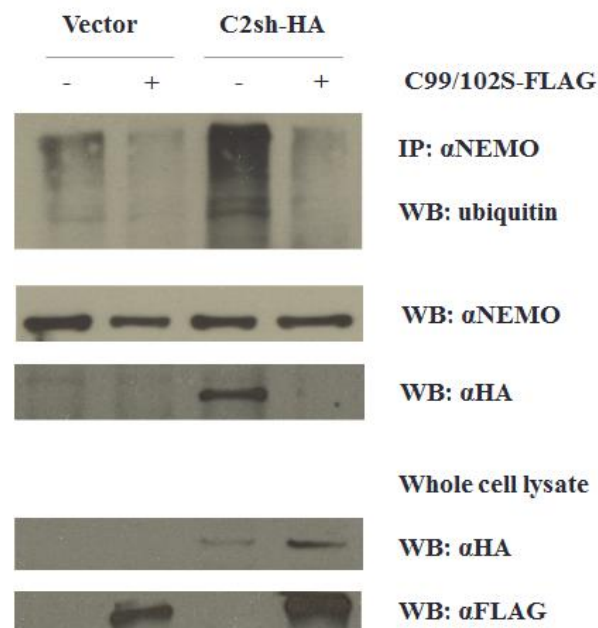 Vector C2sh-HA
- + - + C99/102S-FLAG
IP: αNEMO
WB: ubiquitin
WB: αNEMO
WB: αHA
Whole cell lysate
WB: αHA
WB: αFLAG